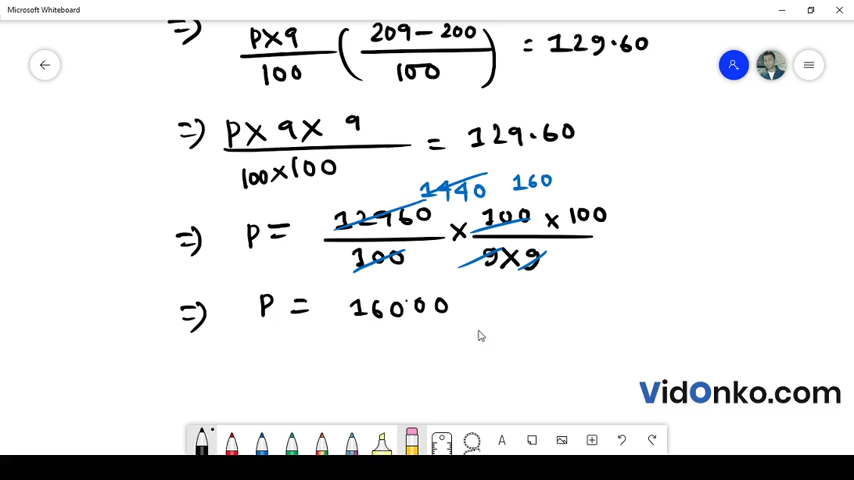 Microsoft Whiteboard
=> P×9/100 (209-200/100) = 129.60
=> P×9×9/100×100 = 129.60
1440 160
=> P = 12960/100 × 100×100/9×9
=> P = 16000
VidOnko.com
A